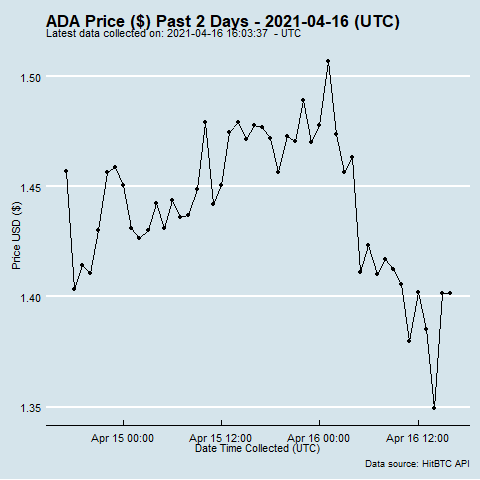 ADA Price ($) Past 2 Days - 2021-04-16 (UTC)
Latest data collected on: 2021-04-16 16:03:37 - UTC
1.50
1.45
Price USD ($)
1.40
1.35
Apr 15 00:00 Apr 15 12:00 Apr 16 00:00 Apr 16 12:00
Date Time Collected (UTC)
Data source: HitBTC API